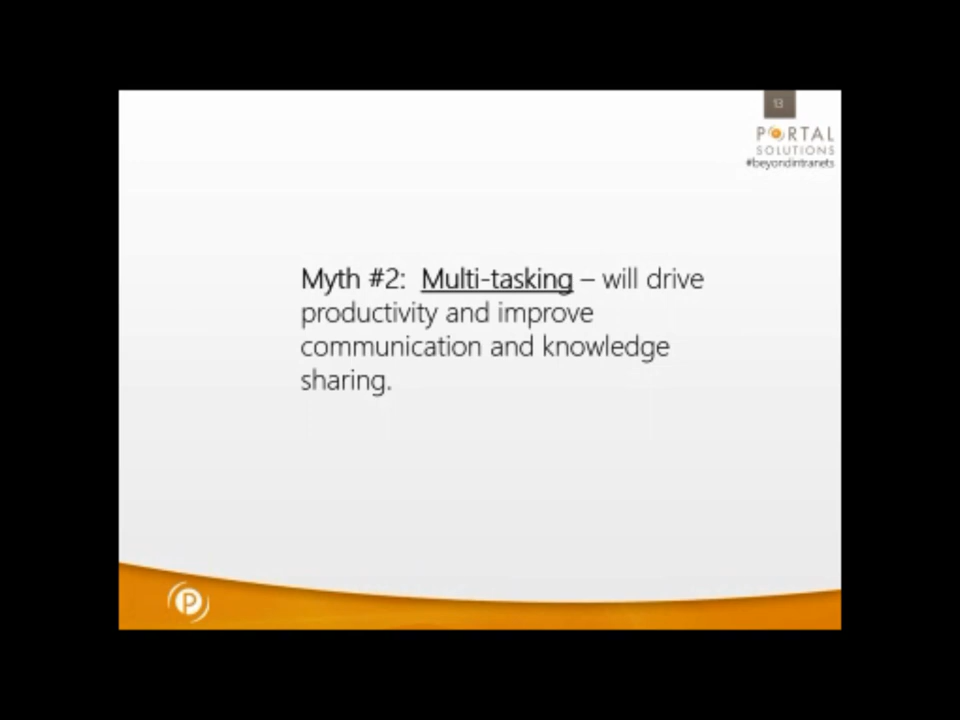 13
PORTAL
SOLUTIONS
#beyondintranets
Myth #2: Multi-tasking – will drive
productivity and improve
communication and knowledge
sharing.
P